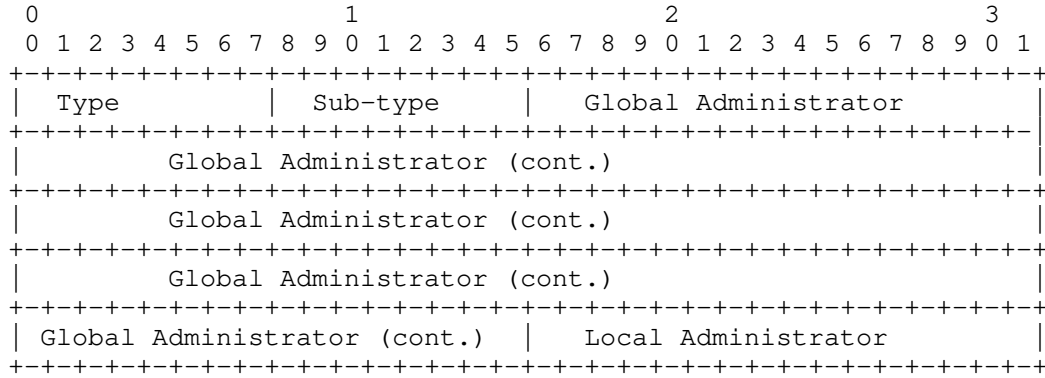 0                   1                   2                   3
 0 1 2 3 4 5 6 7 8 9 0 1 2 3 4 5 6 7 8 9 0 1 2 3 4 5 6 7 8 9 0 1
+-+-+-+-+-+-+-+-+-+-+-+-+-+-+-+-+-+-+-+-+-+-+-+-+-+-+-+-+-+-+-+-+
|  Type         |  Sub-type     |   Global Administrator        |
+-+-+-+-+-+-+-+-+-+-+-+-+-+-+-+-+-+-+-+-+-+-+-+-+-+-+-+-+-+-+-+-|
|         Global Administrator (cont.)                          |
+-+-+-+-+-+-+-+-+-+-+-+-+-+-+-+-+-+-+-+-+-+-+-+-+-+-+-+-+-+-+-+-+
|         Global Administrator (cont.)                          |
+-+-+-+-+-+-+-+-+-+-+-+-+-+-+-+-+-+-+-+-+-+-+-+-+-+-+-+-+-+-+-+-+
|         Global Administrator (cont.)                          |
+-+-+-+-+-+-+-+-+-+-+-+-+-+-+-+-+-+-+-+-+-+-+-+-+-+-+-+-+-+-+-+-+
| Global Administrator (cont.)  |   Local Administrator         |
+-+-+-+-+-+-+-+-+-+-+-+-+-+-+-+-+-+-+-+-+-+-+-+-+-+-+-+-+-+-+-+-+